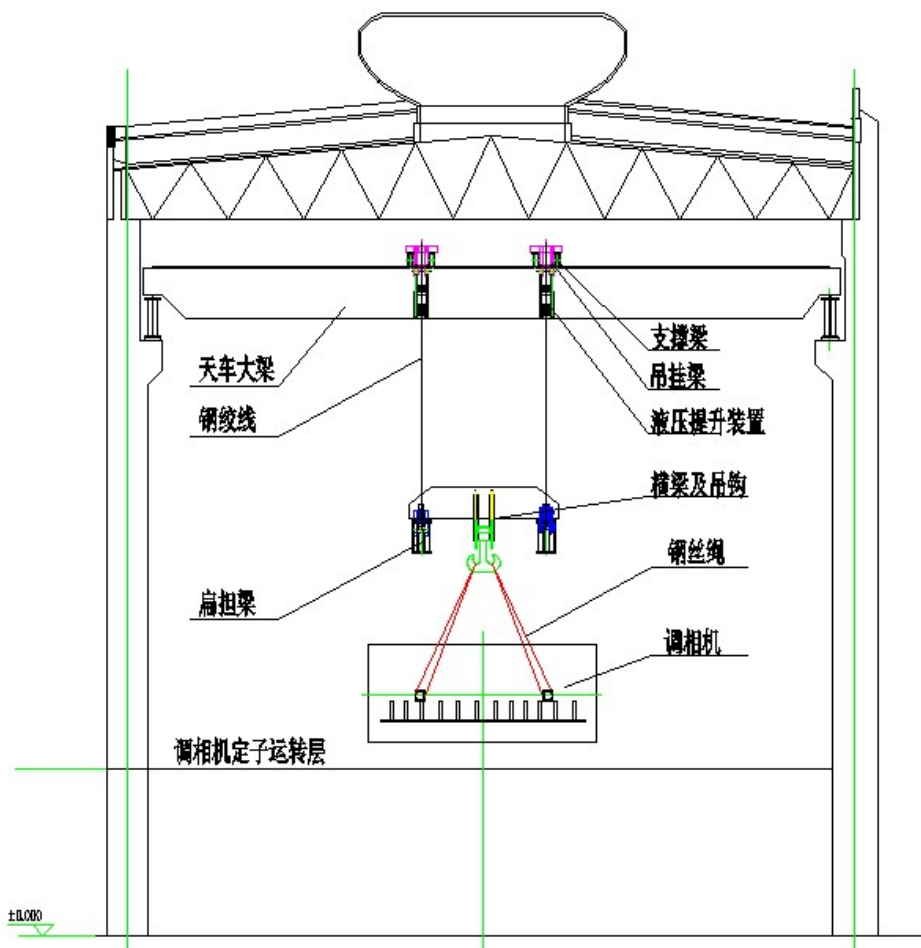 支撑梁
天车大梁
吊挂梁
钢绞线
液压提升装置
横梁及吊钩
钢丝绳
扁担梁
调相机
调相机定子运转层
±0.000